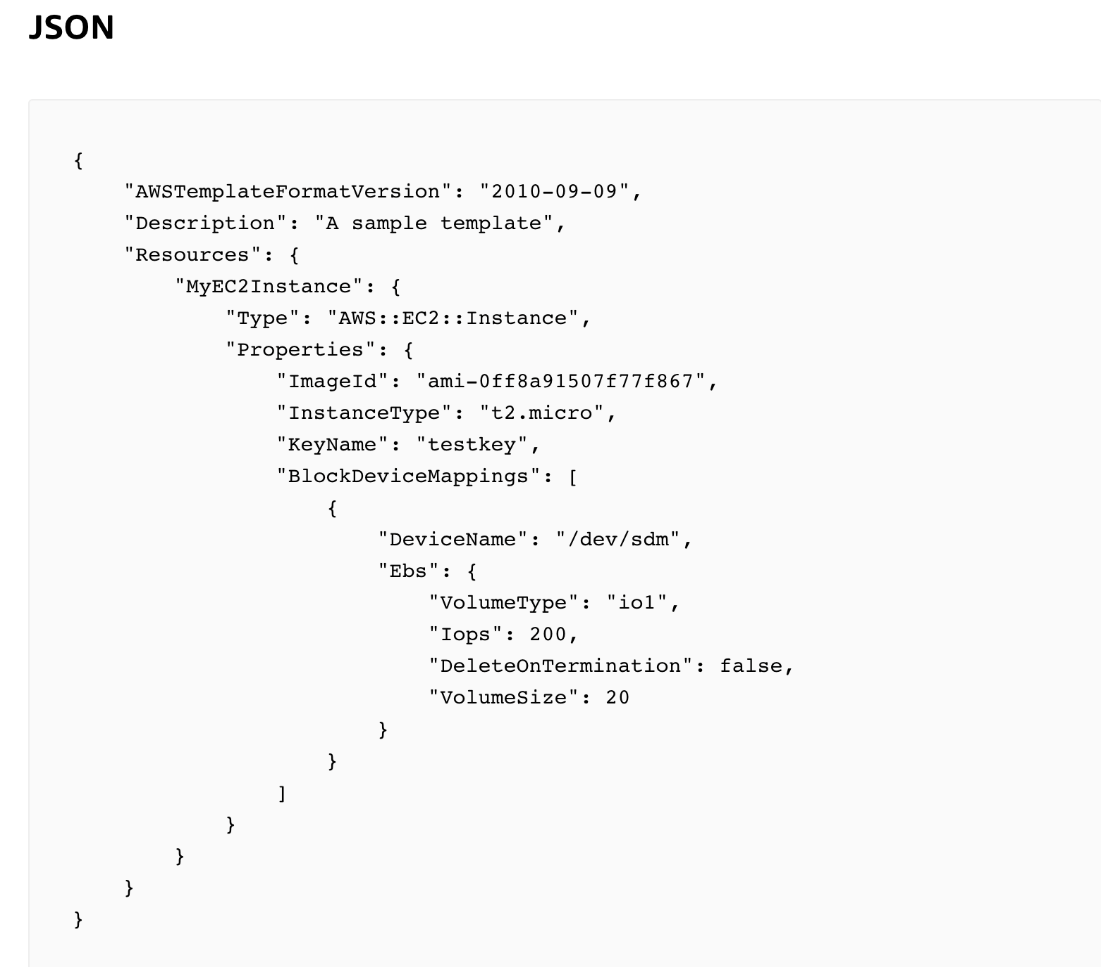 JSON
{
     "AWSTemplateFormatVersion": "2010-09-09",
     "Description": "A sample template",
     "Resources": {
         "MyEC2Instance": {
             "Type": "AWS::EC2::Instance",
             "Properties": {
                 "ImageId": "ami-0ff8a91507f77f867",
                 "InstanceType": "t2.micro",
                 "KeyName": "testkey",
                 "BlockDeviceMappings": [
                     {
                         "DeviceName": "/dev/sdm",
                         "Ebs": {
                             "VolumeType": "io1",
                             "Iops": 200,
                             "DeleteOnTermination": false,
                             "VolumeSize": 20
                         }
                     }
                 ]
             }
         }
     }
}